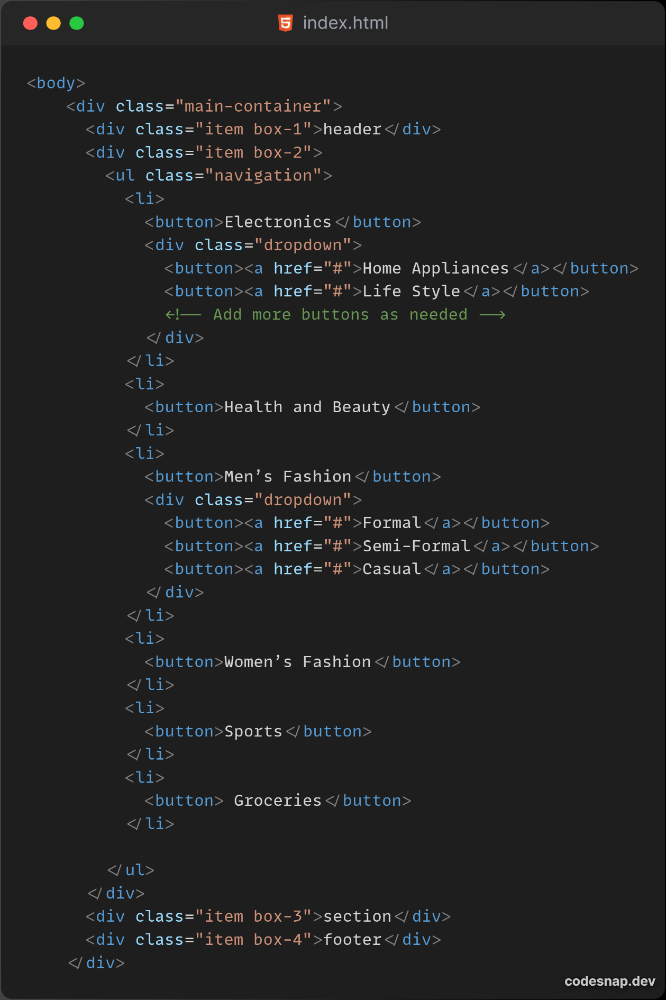 index.html
<body>
    <div class="main-container">
      <div class="item box-1">header</div>
      <div class="item box-2">
        <ul class="navigation">
          <li>
            <button>Electronics</button>
            <div class="dropdown">
              <button><a href="#">Home Appliances</a></button>
              <button><a href="#">Life Style</a></button>
              <!-- Add more buttons as needed -->
            </div>
          </li>
          <li>
            <button>Health and Beauty</button>
          </li>
          <li>
            <button>Men’s Fashion</button>
            <div class="dropdown">
              <button><a href="#">Formal</a></button>
              <button><a href="#">Semi-Formal</a></button>
              <button><a href="#">Casual</a></button>
            </div>
          </li>
          <li>
            <button>Women’s Fashion</button>
          </li>
          <li>
            <button>Sports</button>
          </li>
          <li>
            <button> Groceries</button>
          </li>

        </ul>
      </div>
      <div class="item box-3">section</div>
      <div class="item box-4">footer</div>
    </div>
codesnap.dev